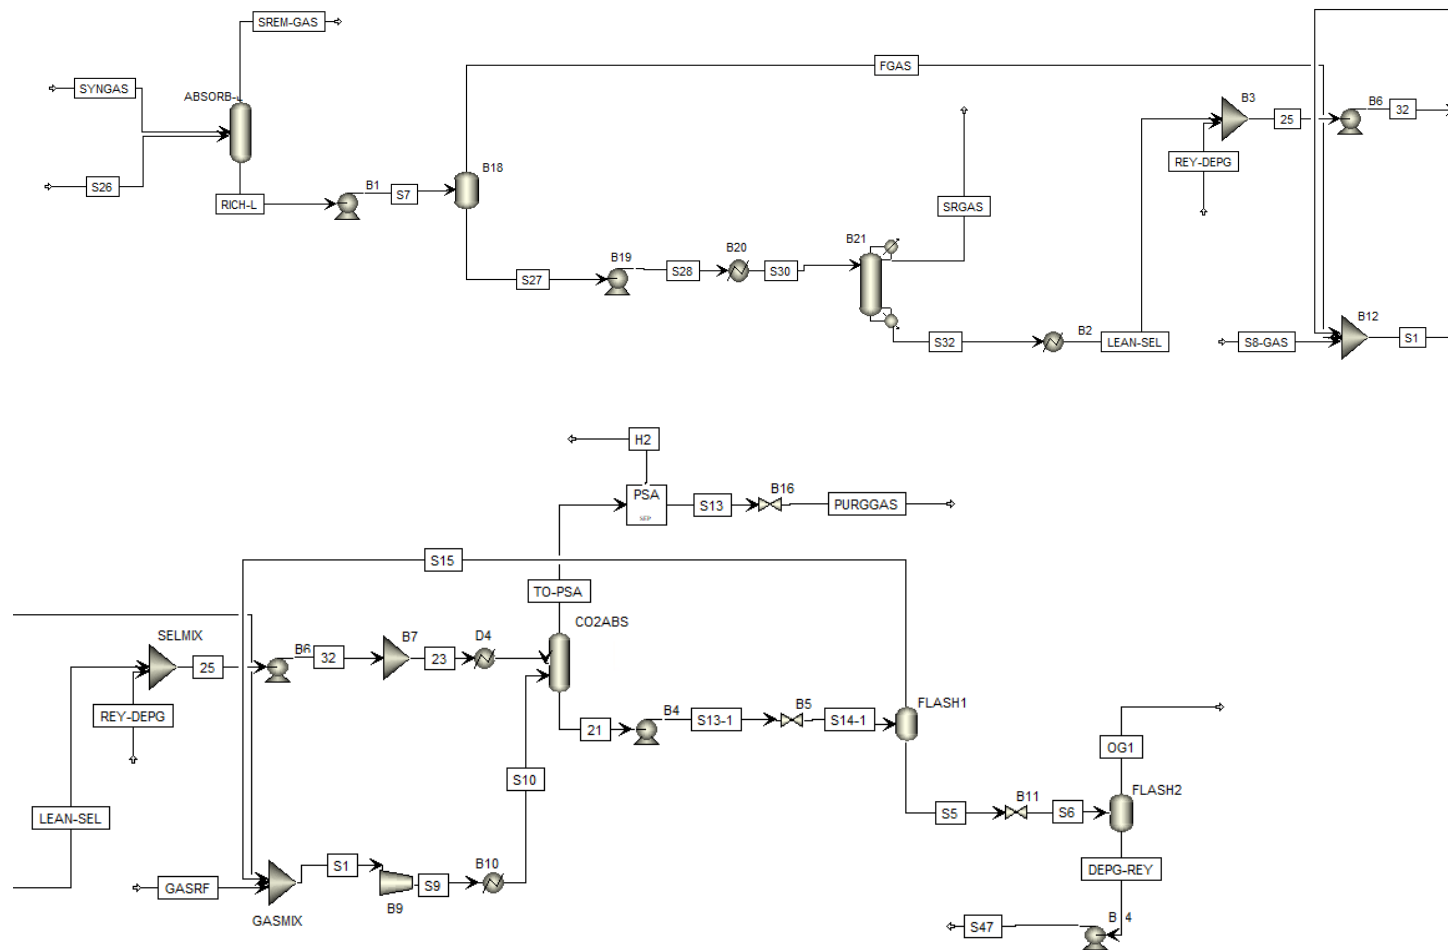 SREM-GAS
FGAS
SYNGAS
ABSORB-
B3
B6
25
32
REY-DEPG
B18
S26
B1
S7
RICH-L
SRGAS
B21
B20
B19
S28
S30
S27
B2
S32
LEAN-SEL
S8-GAS
B12
S1
H2
PSA
B16
S13
PURGGAS
S15
TO-PSA
CO2ABS
SELMIX
B6
32
B7
23
D4
25
REY-DEPG
B4
B5
FLASH1
21
S13-1
S14-1
OG1
S10
B11
FLASH2
S5
S6
LEAN-SEL
S1
B10
GASRF
S9
B9
GASMIX
DEPG-REY
S47
B 4